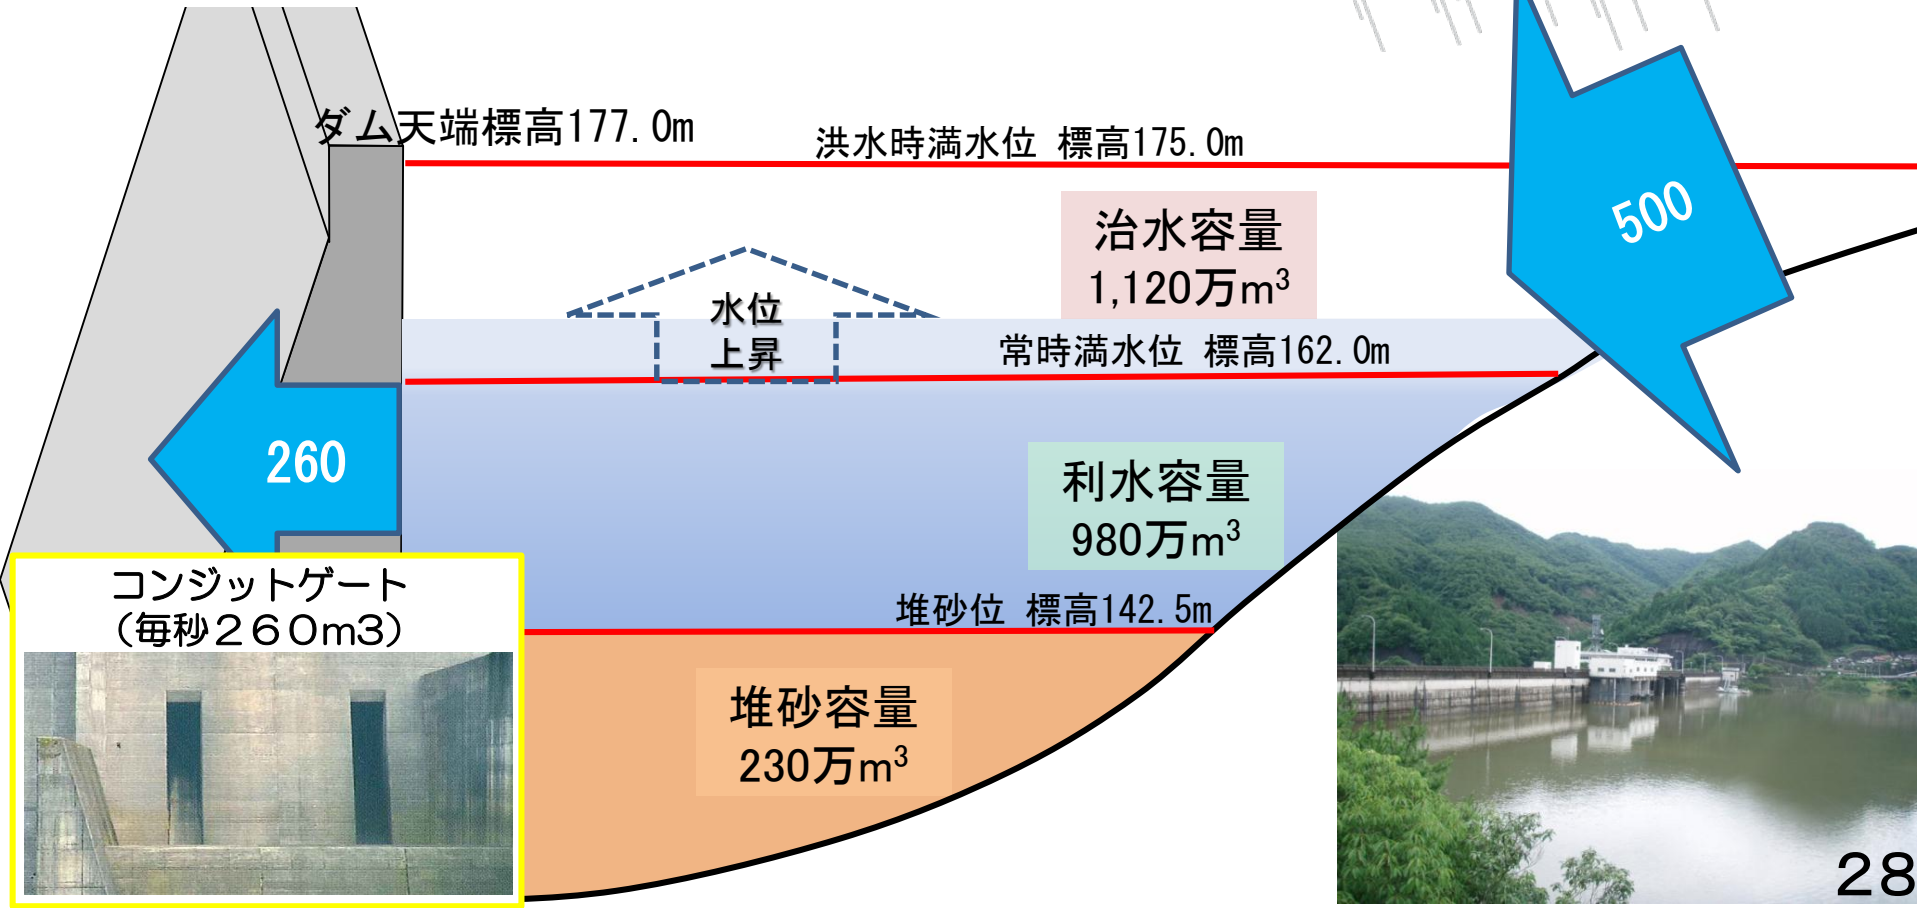 ダム天端標高177.0m
洪水時満水位 標高175.0m
500
治水容量
1,120万m³
水位
上昇
常時満水位 標高162.0m
260
利水容量
980万m³
コンジットゲート
（毎秒２６０m3）
堆砂位 標高142.5m
堆砂容量
230万m³
28